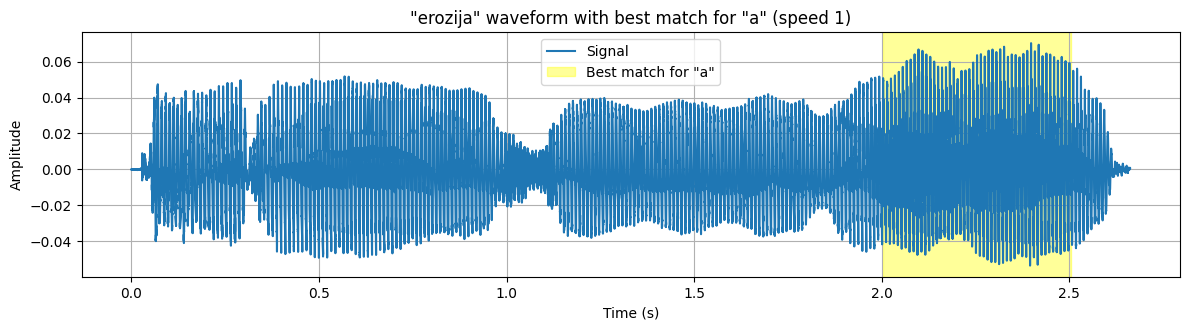 "erozija" waveform with best match for "a" (speed 1)
Signal
Best match for "a"
Amplitude
0.06
0.04
0.02
0.00
−0.02
−0.04
0.0 0.5 1.0 1.5 2.0 2.5
Time (s)